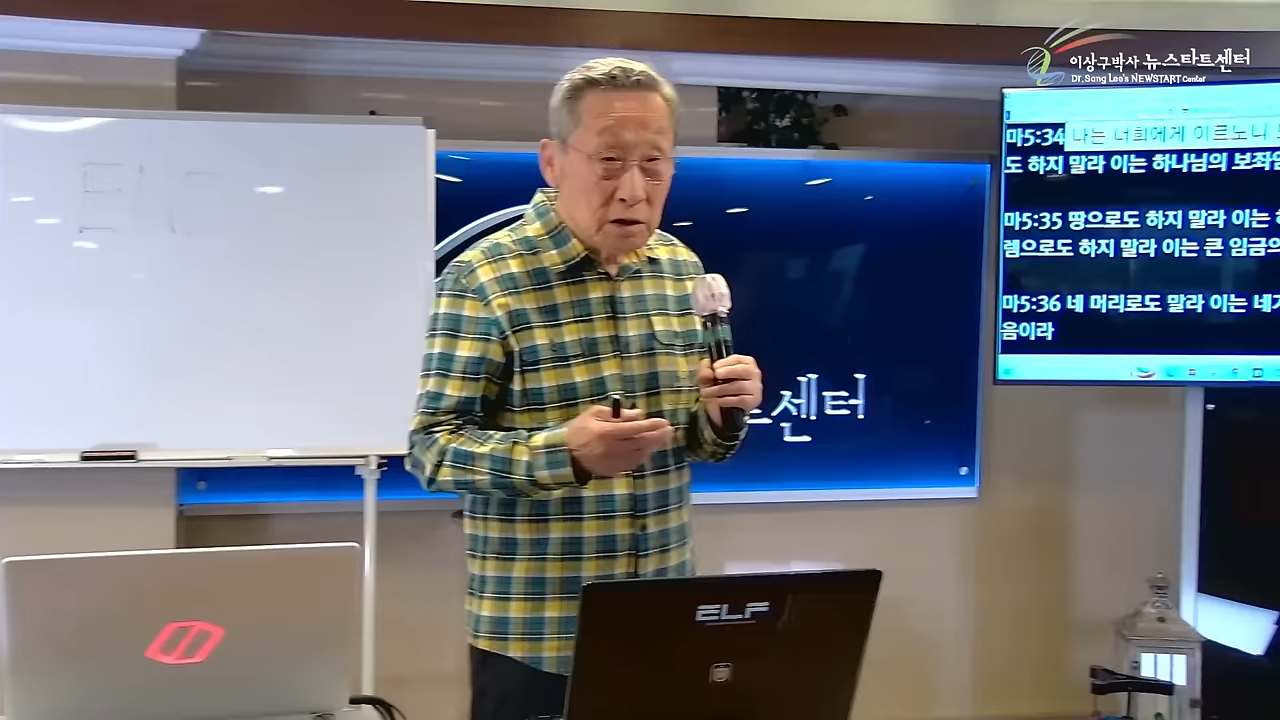 이상구박사 뉴스타트센터
Dr. Sang Lee's NEWSTART Center
마5:34 나는 너희에게 이르노니
도 하지 말라 이는 하나님의 보좌임
마5:35 땅으로도 하지 말라 이는
렘으로도 하지 말라 이는 큰 임금의
마5:36 네 머리로도 말라 이는 네가
음이라
트센터
ELF